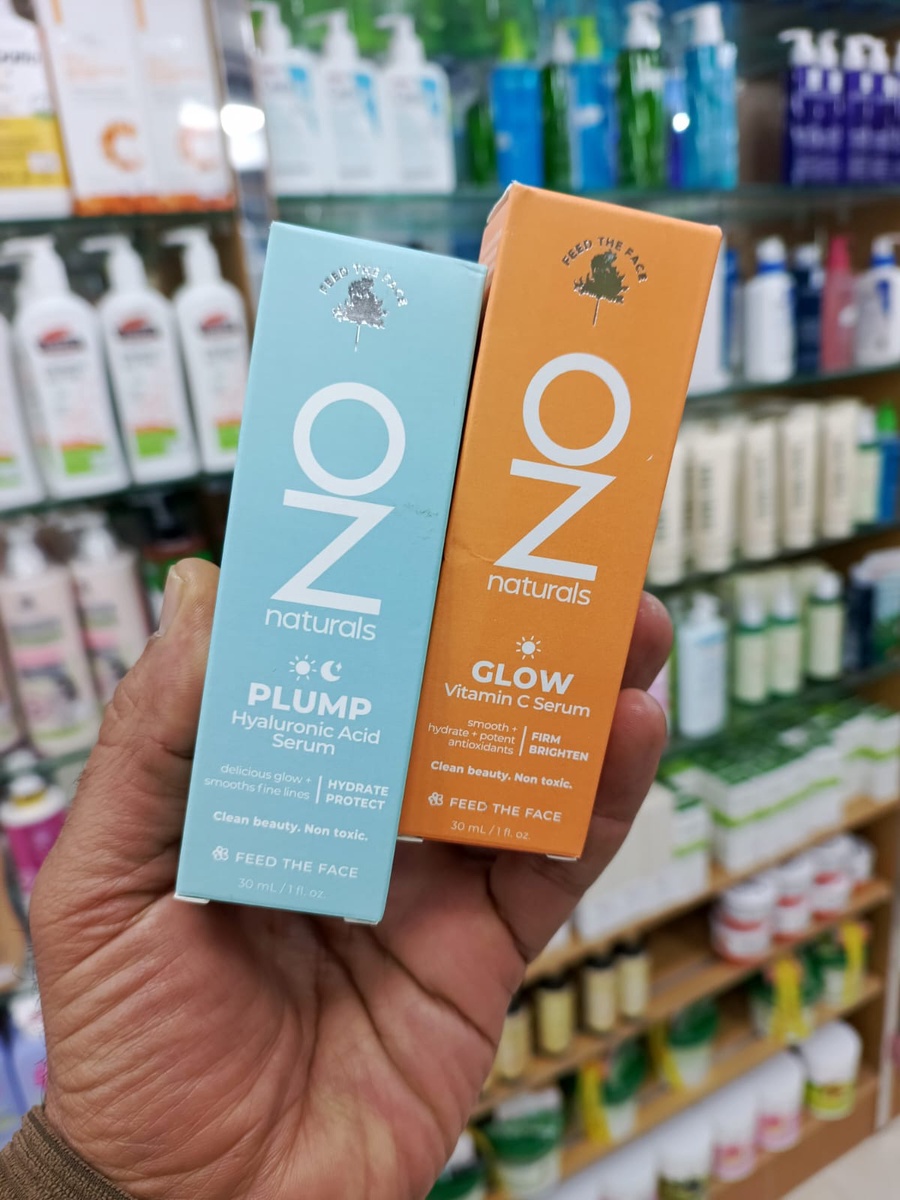 FEED THE FACE
OZ
naturals
PLUMP
Hyaluronic Acid
Serum
delicious glow +
smooths fine lines
HYDRATE
PROTECT
Clean beauty. Non toxic.
FEED THE FACE
30 mL / 1 fl. oz.
FEED THE FACE
OZ
naturals
GLOW
Vitamin C Serum
smooth +
hydrate + potent
antioxidants
FIRM
BRIGHTEN
Clean beauty. Non toxic.
FEED THE FACE
30 mL / 1 fl. oz.